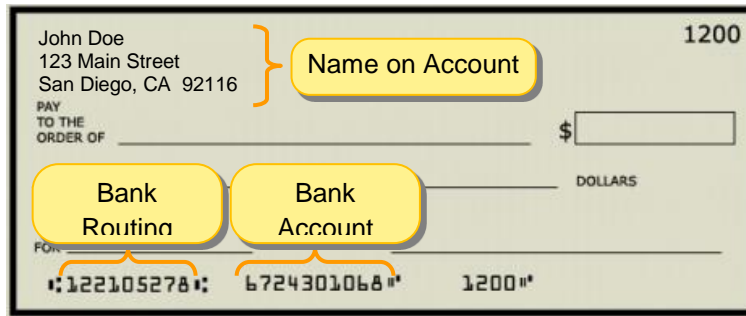 John Doe
123 Main Street
San Diego, CA 92116
Name on Account
1200
PAY
TO THE
ORDER OF
$
DOLLARS
Bank
Routing
Bank
Account
FOR
⑆122105278⑆ 6724301068⑈ 1200⑈